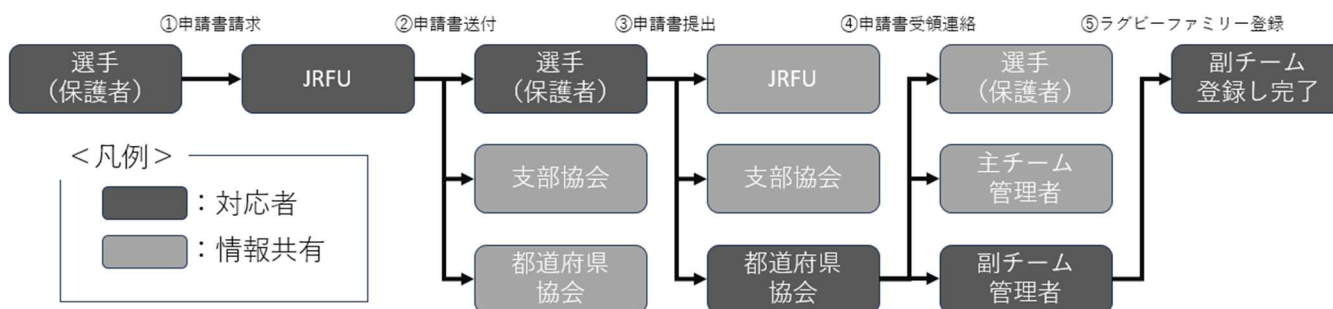 ①申請書請求
②申請書送付
③申請書提出
④申請書受領連絡
⑤ラグビーファミリー登録
選手
(保護者)
JRFU
選手
(保護者)
JRFU
選手
(保護者)
副チーム
登録し完了
支部協会
支部協会
主チーム
管理者
都道府県
協会
都道府県
協会
副チーム
管理者
<凡例>
:対応者
:情報共有